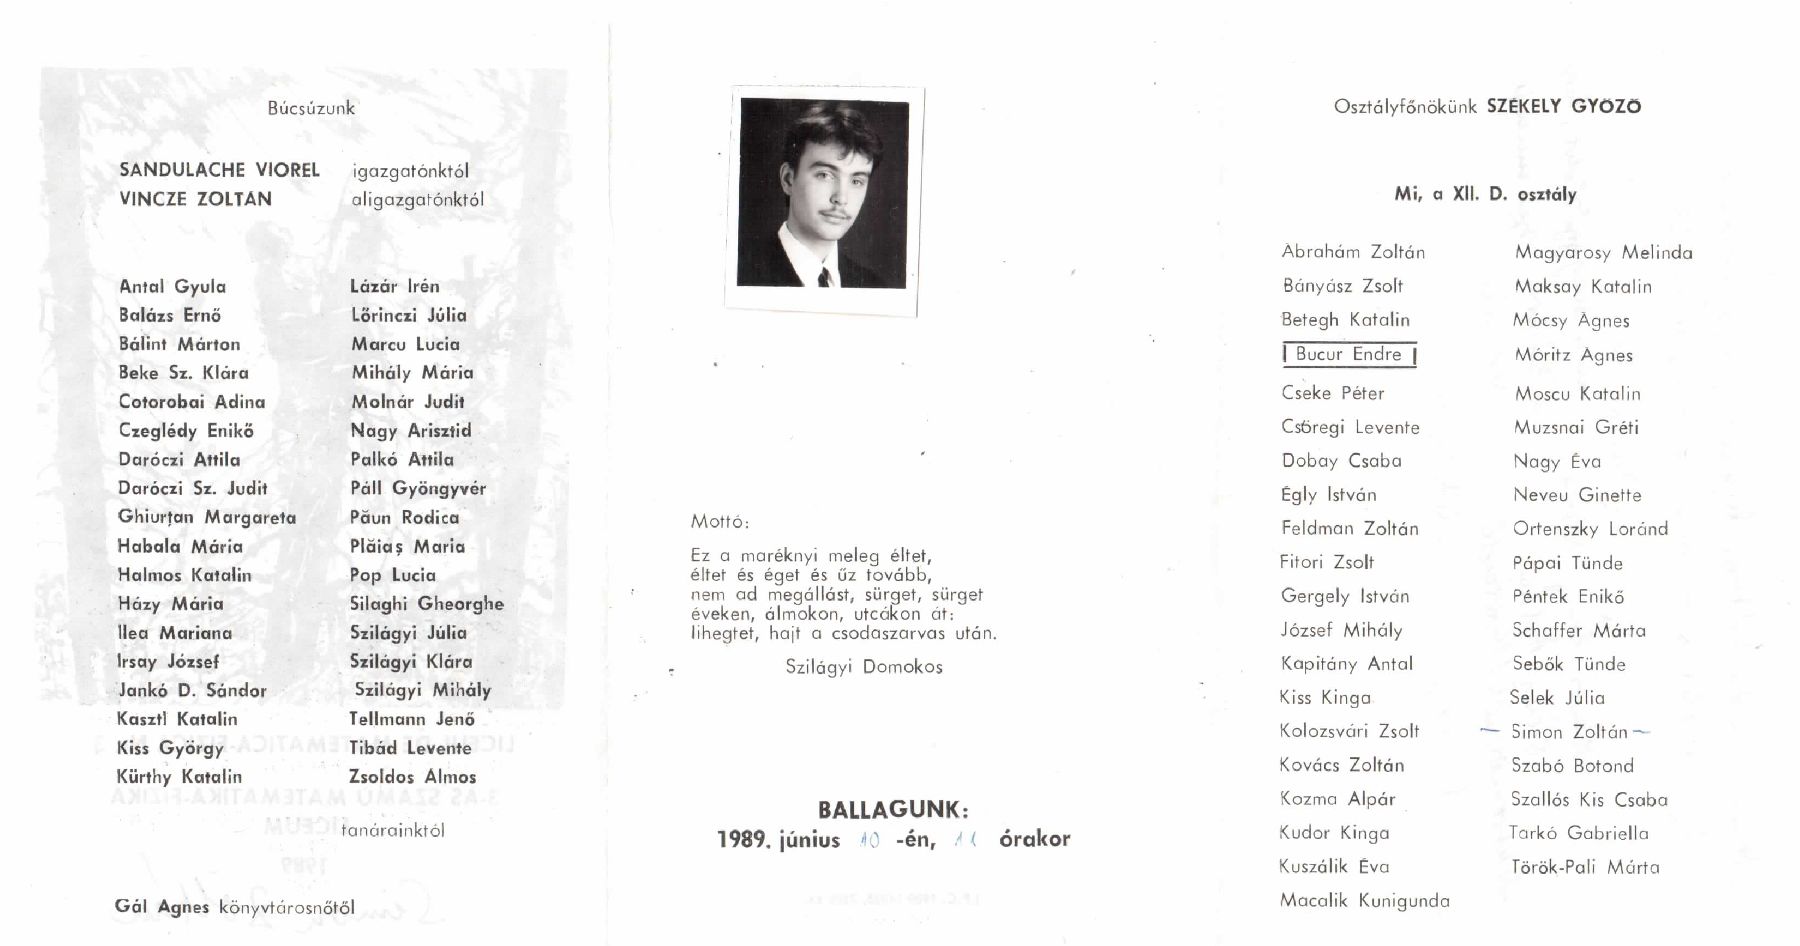 Búcsúzunk
SANDULACHE VIOREL igazgatónktól
VINCZE ZOLTÁN aligazgatónktól
Antal Gyula Lázár Irén
Balázs Ernő Lőrinczi Júlia
Bálint Márton Marcu Lucia
Beke Sz. Klára Mihály Mária
Cotorobai Adina Molnár Judit
Czeglédy Enikő Nagy Arisztid
Daróczi Attila Palkó Attila
Daróczi Sz. Judit Páll Gyöngyvér
Ghiurțan Margareta Păun Rodica
Habala Mária Plăiaș Maria
Halmos Katalin Pop Lucia
Házy Mária Silaghi Gheorghe
Ilea Mariana Szilágyi Júlia
Irsay József Szilágyi Klára
Jankó D. Sándor Szilágyi Mihály
Kasztl Katalin Tellmann Jenő
Kiss György Tibád Levente
Kürthy Katalin Zsoldos Álmos
tanárainktól
Gál Ágnes könyvtárosnőtől
Mottó:
Ez a maréknyi meleg éltet,
éltet és éget és űz tovább,
nem ad megállást, sürget, sürget
éveken, álmokon, utcákon át:
lihegtet, hajt a csodaszarvas után.
Szilágyi Domokos
BALLAGUNK:
1989. június 10 -én, 11 órakor
Osztályfőnökünk SZÉKELY GYŐZŐ
Mi, a XII. D. osztály
Ábrahám Zoltán Magyarosy Melinda
Bányász Zsolt Maksay Katalin
Betegh Katalin Mócsy Ágnes
Bucur Endre Móritz Ágnes
Cseke Péter Moscu Katalin
Csőregi Levente Muzsnai Gréti
Dobay Csaba Nagy Éva
Égly István Neveu Ginette
Feldman Zoltán Ortenszky Loránd
Fitori Zsolt Pápai Tünde
Gergely István Péntek Enikő
József Mihály Schaffer Márta
Kapitány Antal Sebők Tünde
Kiss Kinga Selek Júlia
Kolozsvári Zsolt Simon Zoltán
Kovács Zoltán Szabó Botond
Kozma Alpár Szallós Kis Csaba
Kudor Kinga Tarkó Gabriella
Kuszálik Éva Török-Pali Márta
Macalik Kunigunda